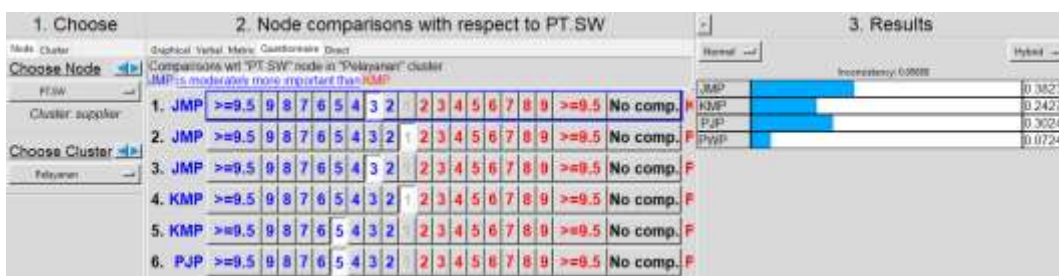 1. Choose
2. Node comparisons with respect to PT.SW
3. Results
Node Cluster
Graphical Verbal Matrix Questionnaire Direct
Normal
Hybrid
Choose Node
Comparisons wrt "PT.SW" node in "Pelayanan" cluster
JMP is moderately more important than KMP
Inconsistency: 0.08688
PT.SW
Cluster: supplier
Choose Cluster
Pelayanan
1. JMP >=9.5 9 8 7 6 5 4 3 2 1 2 3 4 5 6 7 8 9 >=9.5 No comp.
2. JMP >=9.5 9 8 7 6 5 4 3 2 1 2 3 4 5 6 7 8 9 >=9.5 No comp.
3. JMP >=9.5 9 8 7 6 5 4 3 2 1 2 3 4 5 6 7 8 9 >=9.5 No comp.
4. KMP >=9.5 9 8 7 6 5 4 3 2 1 2 3 4 5 6 7 8 9 >=9.5 No comp.
5. KMP >=9.5 9 8 7 6 5 4 3 2 1 2 3 4 5 6 7 8 9 >=9.5 No comp.
6. PJP >=9.5 9 8 7 6 5 4 3 2 1 2 3 4 5 6 7 8 9 >=9.5 No comp.
JMP 0.382
KMP 0.242
PJP 0.302
PWP 0.072